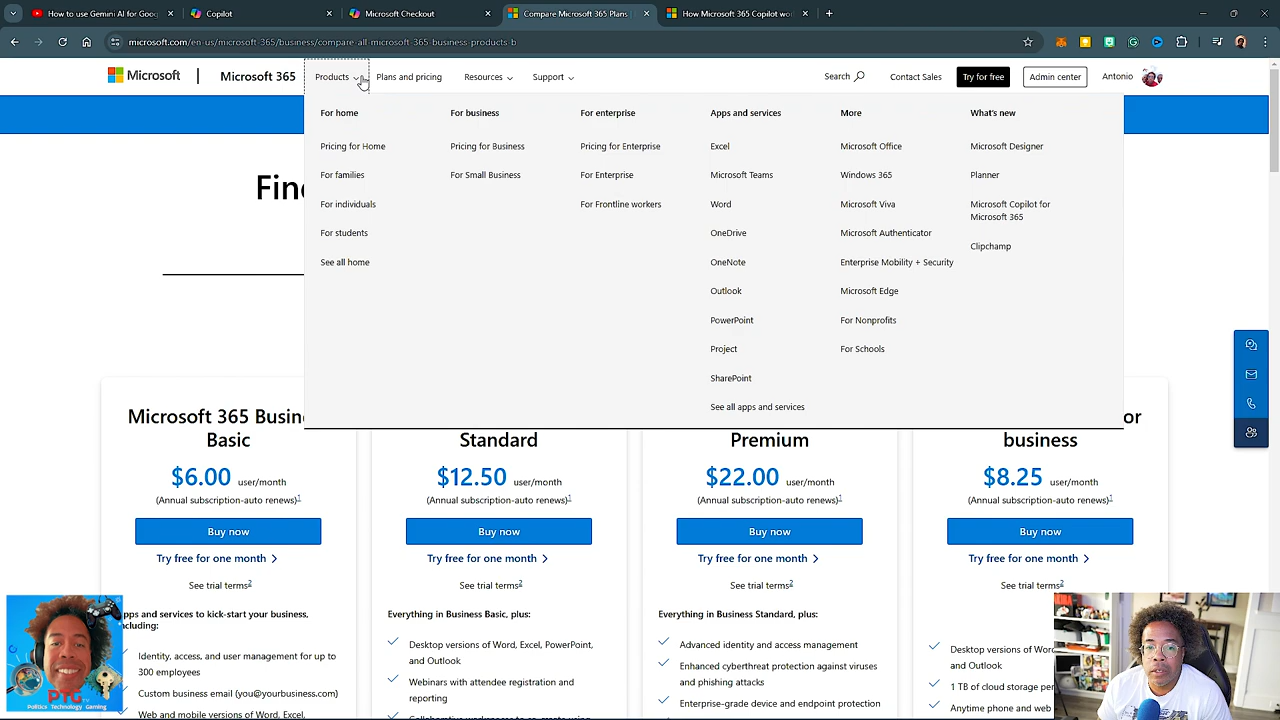 How to use Gemini AI for Goog
Copilot
Microsoft Checkout
Compare Microsoft 365 Plans
How Microsoft 365 Copilot wo
microsoft.com/en-us/microsoft-365/business/compare-all-microsoft-365-business-products-b
Microsoft
Microsoft 365
Products
Plans and pricing
Resources
Support
Search
Contact Sales
Try for free
Admin center
Antonio
For home
Pricing for Home
For families
For individuals
For students
See all home
For business
Pricing for Business
For Small Business
For enterprise
Pricing for Enterprise
For Enterprise
For Frontline workers
Apps and services
Excel
Microsoft Teams
Word
OneDrive
OneNote
Outlook
PowerPoint
Project
SharePoint
See all apps and services
More
Microsoft Office
Windows 365
Microsoft Viva
Microsoft Authenticator
Enterprise Mobility + Security
Microsoft Edge
For Nonprofits
For Schools
What's new
Microsoft Designer
Planner
Microsoft Copilot for
Microsoft 365
Clipchamp
Microsoft 365 Busin
Basic
$6.00 user/month
(Annual subscription-auto renews)1
Buy now
Try free for one month
See trial terms2
pps and services to kick-start your business,
ncluding:
Identity, access, and user management for up to
300 employees
Custom business email (you@yourbusiness.com)
Web and mobile versions of Word, Excel,
Standard
$12.50 user/month
(Annual subscription-auto renews)1
Buy now
Try free for one month
See trial terms2
Everything in Business Basic, plus:
Desktop versions of Word, Excel, PowerPoint,
and Outlook
Webinars with attendee registration and
reporting
Premium
$22.00 user/month
(Annual subscription-auto renews)1
Buy now
Try free for one month
See trial terms2
Everything in Business Standard, plus:
Advanced identity and access management
Enhanced cyberthreat protection against viruses
and phishing attacks
Enterprise-grade device and endpoint protection
or
business
$8.25 user/month
(Annual subscription-auto renews)1
Buy now
Try free for one month
See trial terms2
Desktop versions of Word
and Outlook
1 TB of cloud storage per
Anytime phone and web
PTG
Politics Technology Gaming